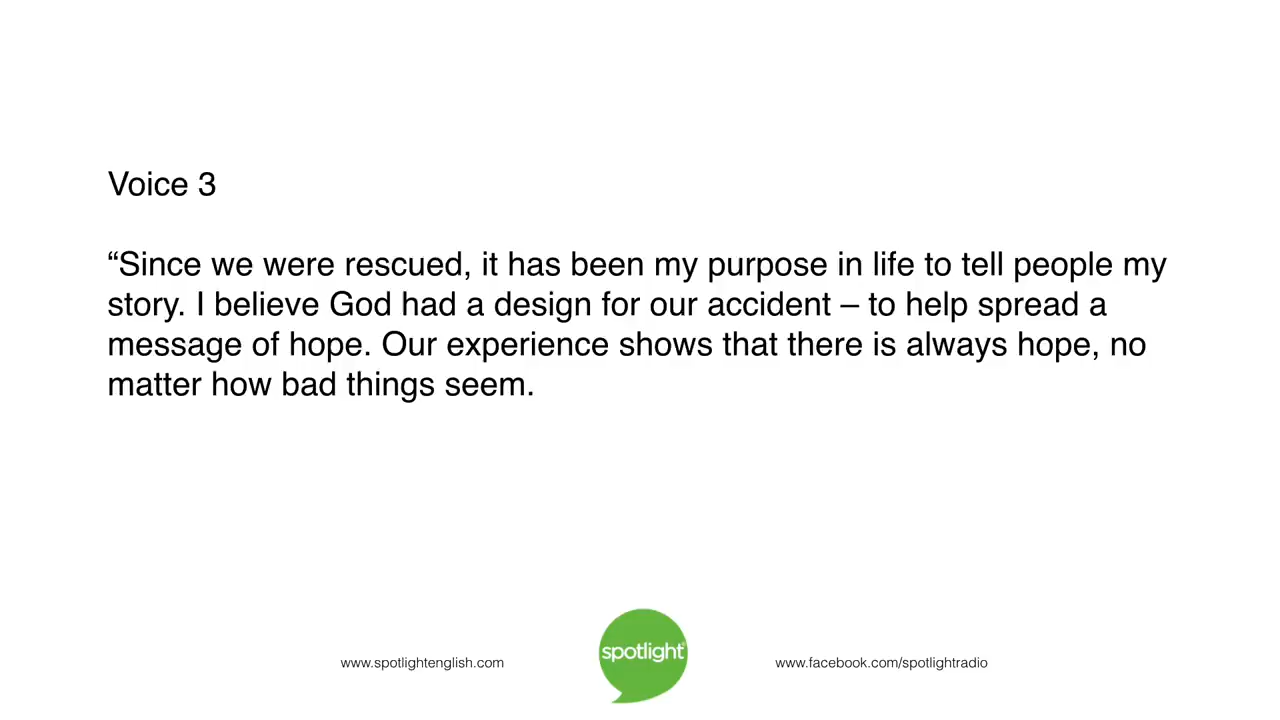 Voice 3
“Since we were rescued, it has been my purpose in life to tell people my
story. I believe God had a design for our accident – to help spread a
message of hope. Our experience shows that there is always hope, no
matter how bad things seem.
www.spotlightenglish.com
spotlight
www.facebook.com/spotlightradio